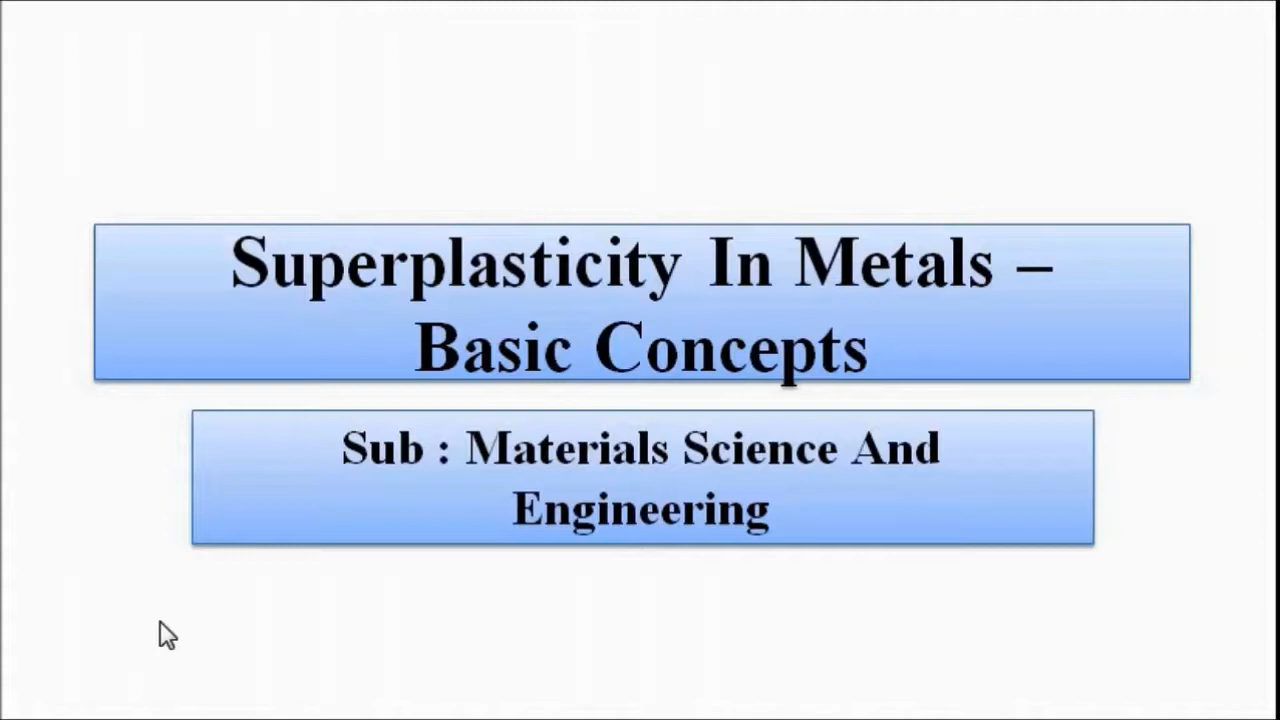 Superplasticity In Metals –
Basic Concepts
Sub : Materials Science And
Engineering